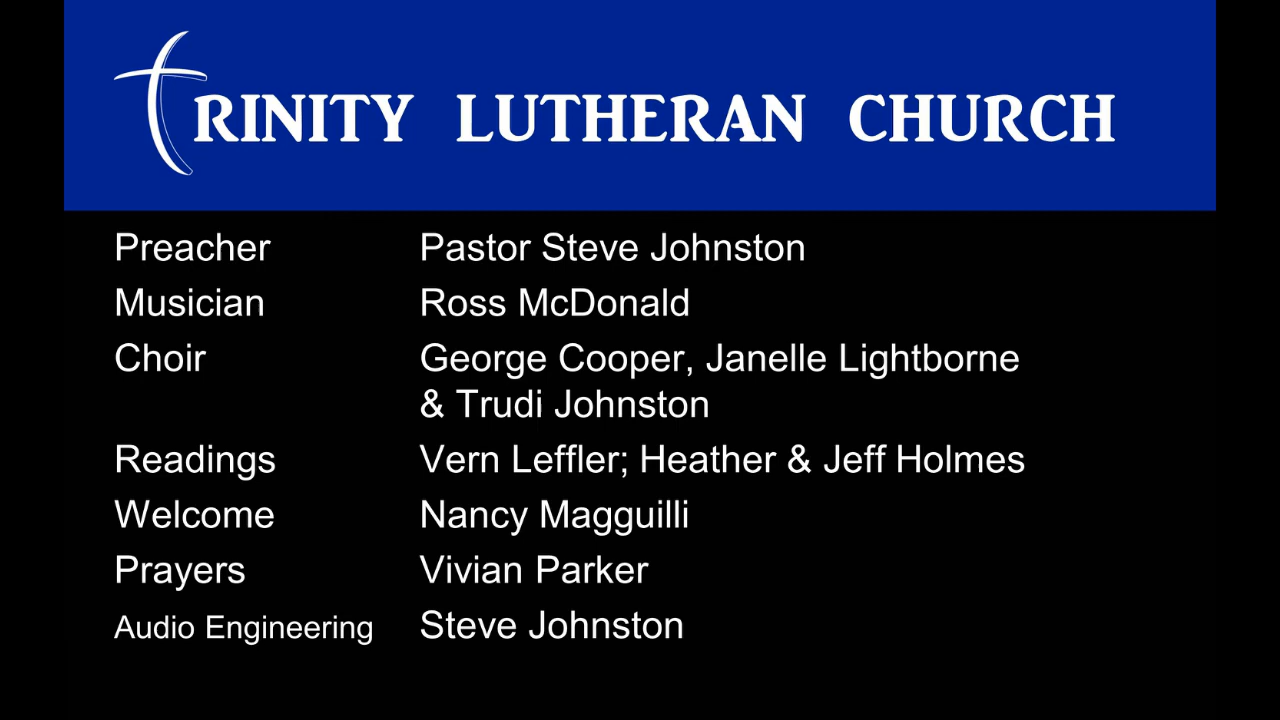 TRINITY LUTHERAN CHURCH
Preacher Pastor Steve Johnston
Musician Ross McDonald
Choir George Cooper, Janelle Lightborne
& Trudi Johnston
Readings Vern Leffler; Heather & Jeff Holmes
Welcome Nancy Magguilli
Prayers Vivian Parker
Audio Engineering Steve Johnston